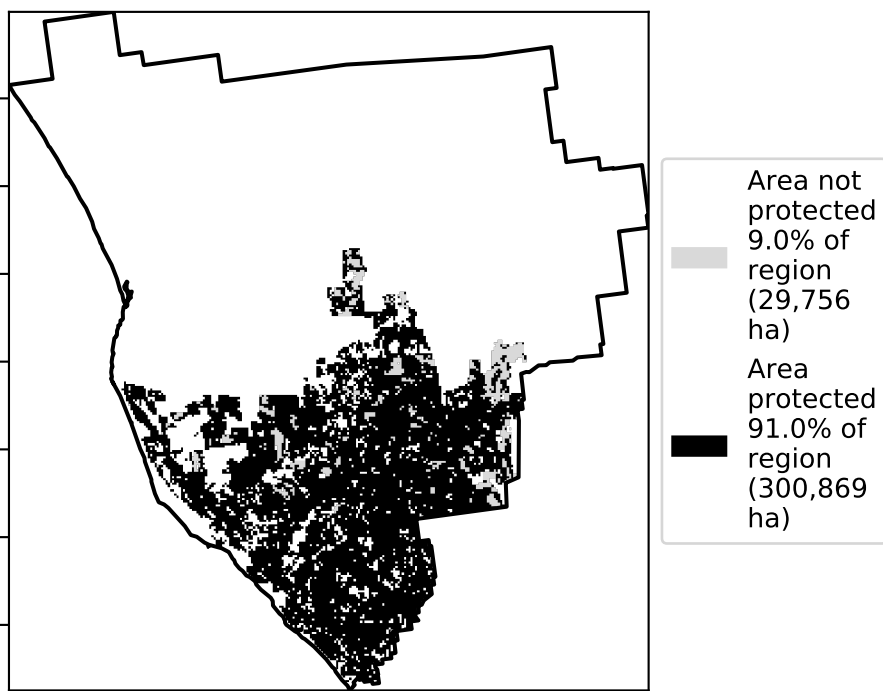 Area not
protected
9.0% of
region
(29,756
ha)
Area
protected
91.0% of
region
(300,869
ha)